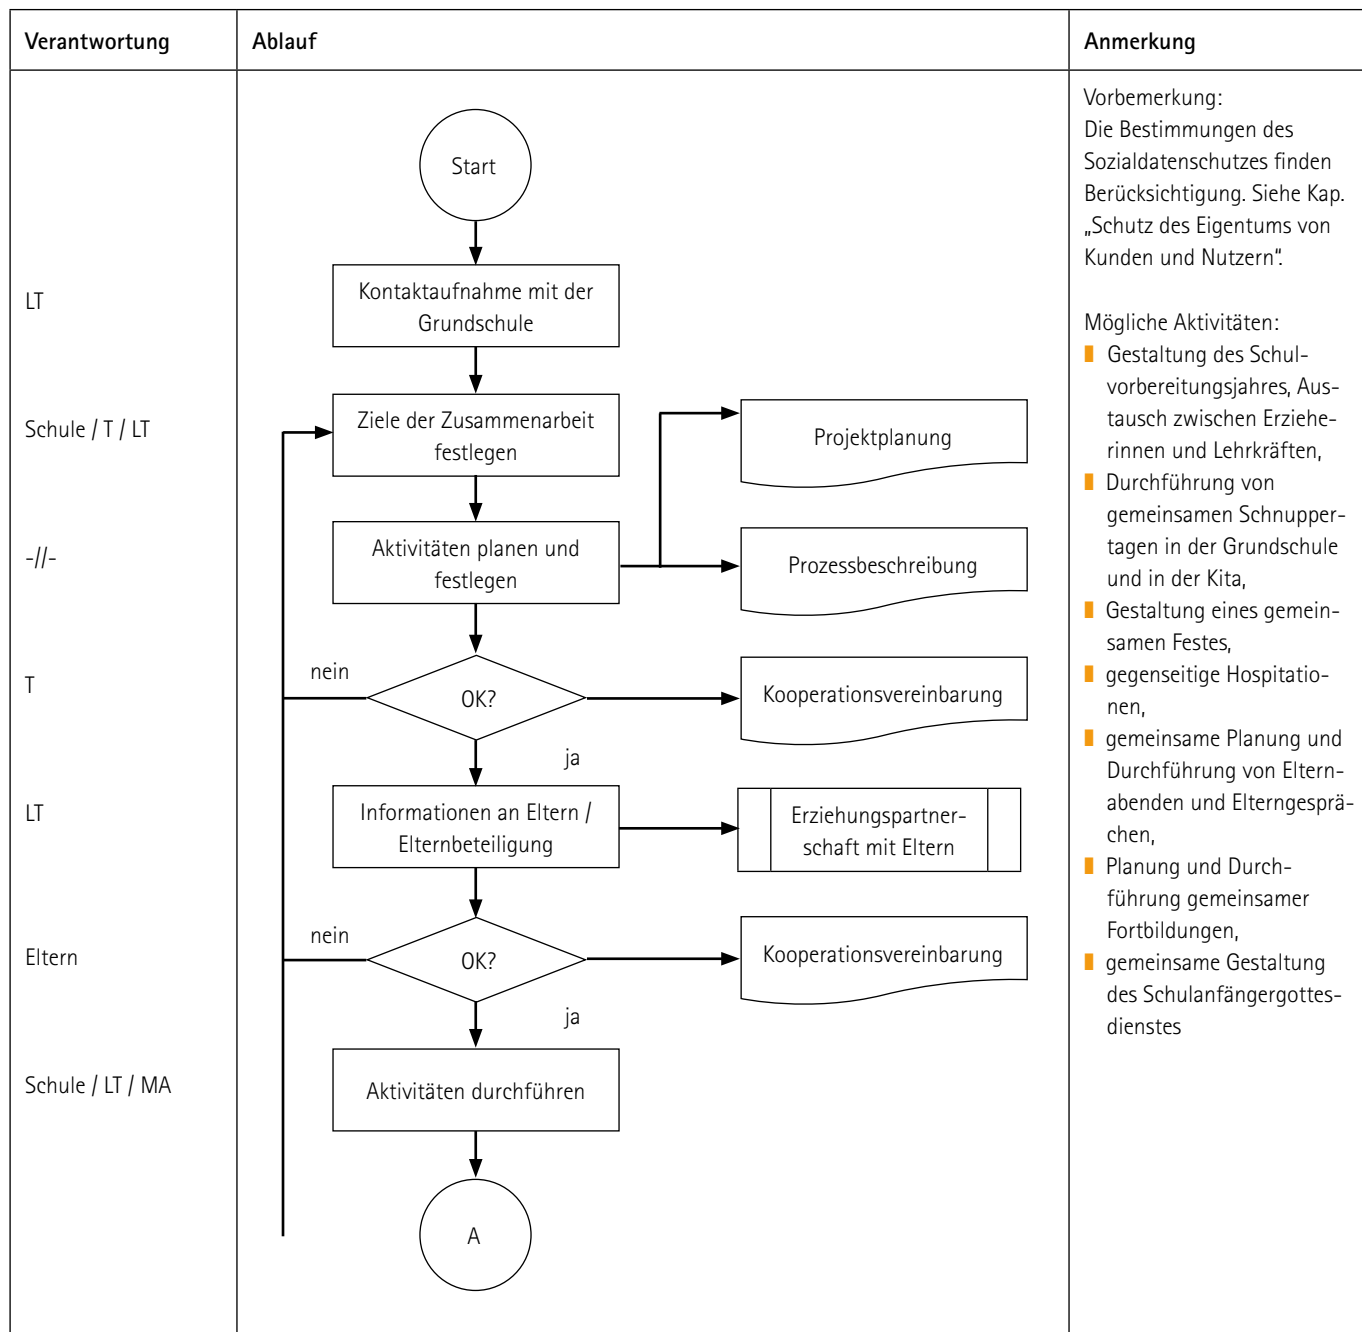 Verantwortung
Ablauf
Anmerkung
Start
Vorbemerkung:
Die Bestimmungen des
Sozialdatenschutzes finden
Berücksichtigung. Siehe Kap.
„Schutz des Eigentums von
Kunden und Nutzern“.
LT
Kontaktaufnahme mit der
Grundschule
Schule / T / LT
Ziele der Zusammenarbeit
festlegen
Projektplanung
-//-
Aktivitäten planen und
festlegen
Prozessbeschreibung
T
nein
OK?
Kooperationsvereinbarung
ja
LT
Informationen an Eltern /
Elternbeteiligung
Erziehungspartner-
schaft mit Eltern
Eltern
nein
OK?
Kooperationsvereinbarung
ja
Schule / LT / MA
Aktivitäten durchführen
A
Mögliche Aktivitäten:
Gestaltung des Schul-
vorbereitungsjahres, Aus-
tausch zwischen Erziehe-
rinnen und Lehrkräften,
Durchführung von
gemeinsamen Schnupper-
tagen in der Grundschule
und in der Kita,
Gestaltung eines gemein-
samen Festes,
gegenseitige Hospitatio-
nen,
gemeinsame Planung und
Durchführung von Eltern-
abenden und Elterngesprä-
chen,
Planung und Durch-
führung gemeinsamer
Fortbildungen,
gemeinsame Gestaltung
des Schulanfängergottes-
dienstes